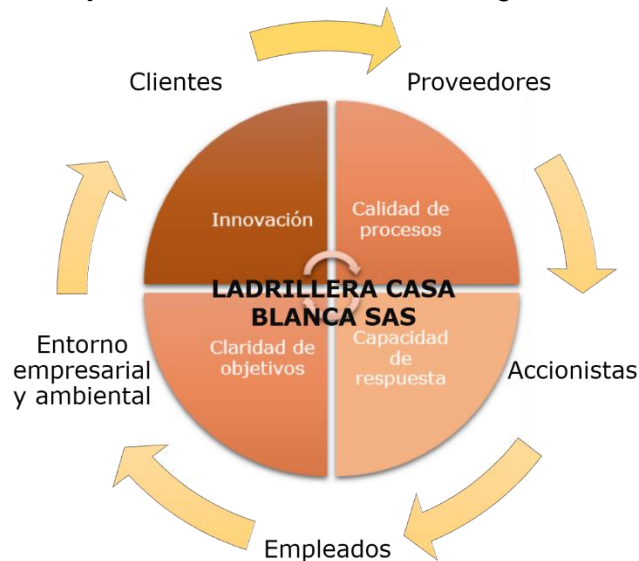 Clientes
Proveedores
Innovación
Calidad de
procesos
LADRILLERA CASA
BLANCA SAS
Claridad de
objetivos
Capacidad
de
respuesta
Entorno
empresarial
y ambiental
Accionistas
Empleados